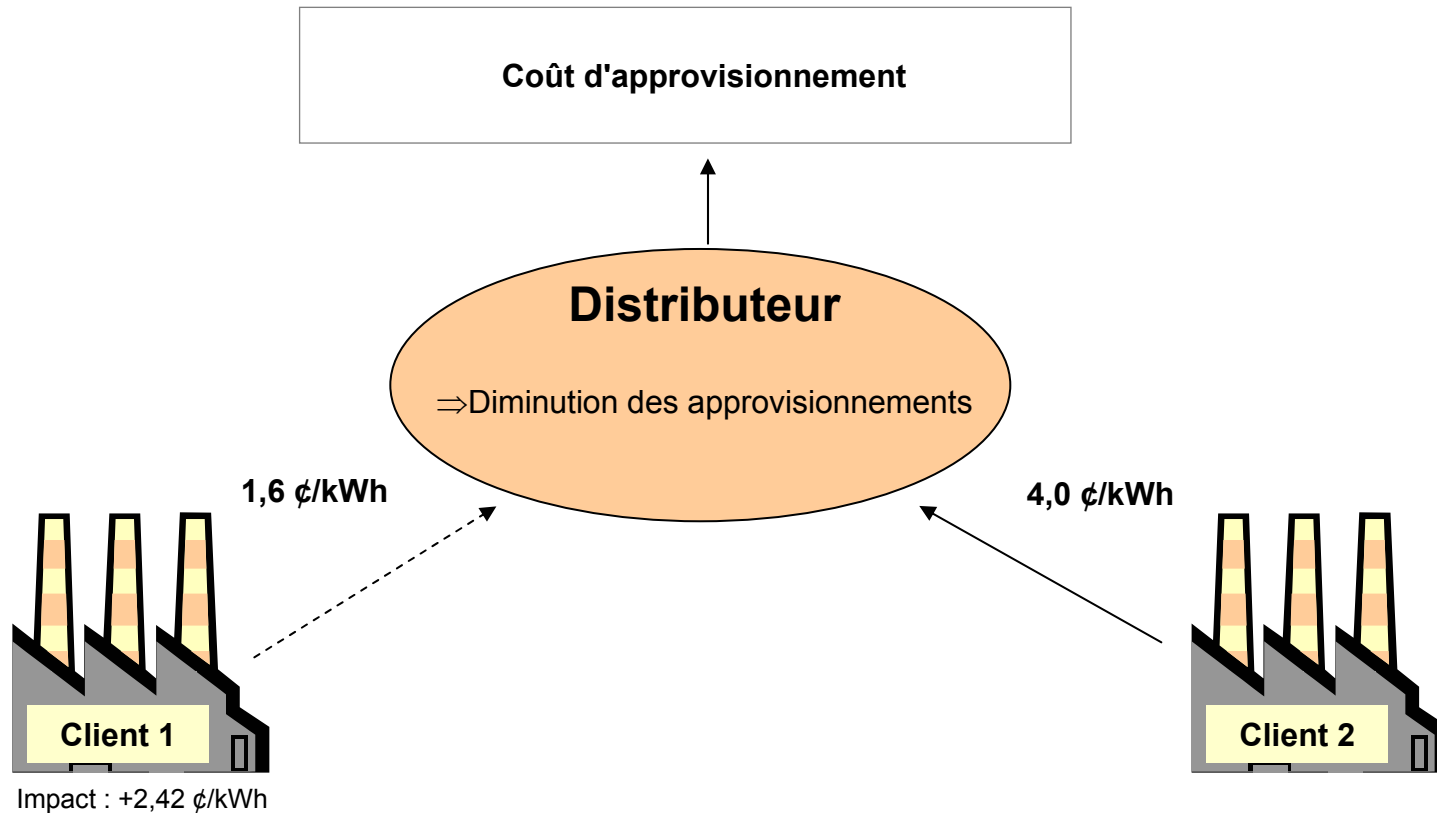 Coût d'approvisionnement
Distributeur
⇒Diminution des approvisionnements
1,6 ¢/kWh
4,0 ¢/kWh
Client 1
Client 2
Impact : +2,42 ¢/kWh